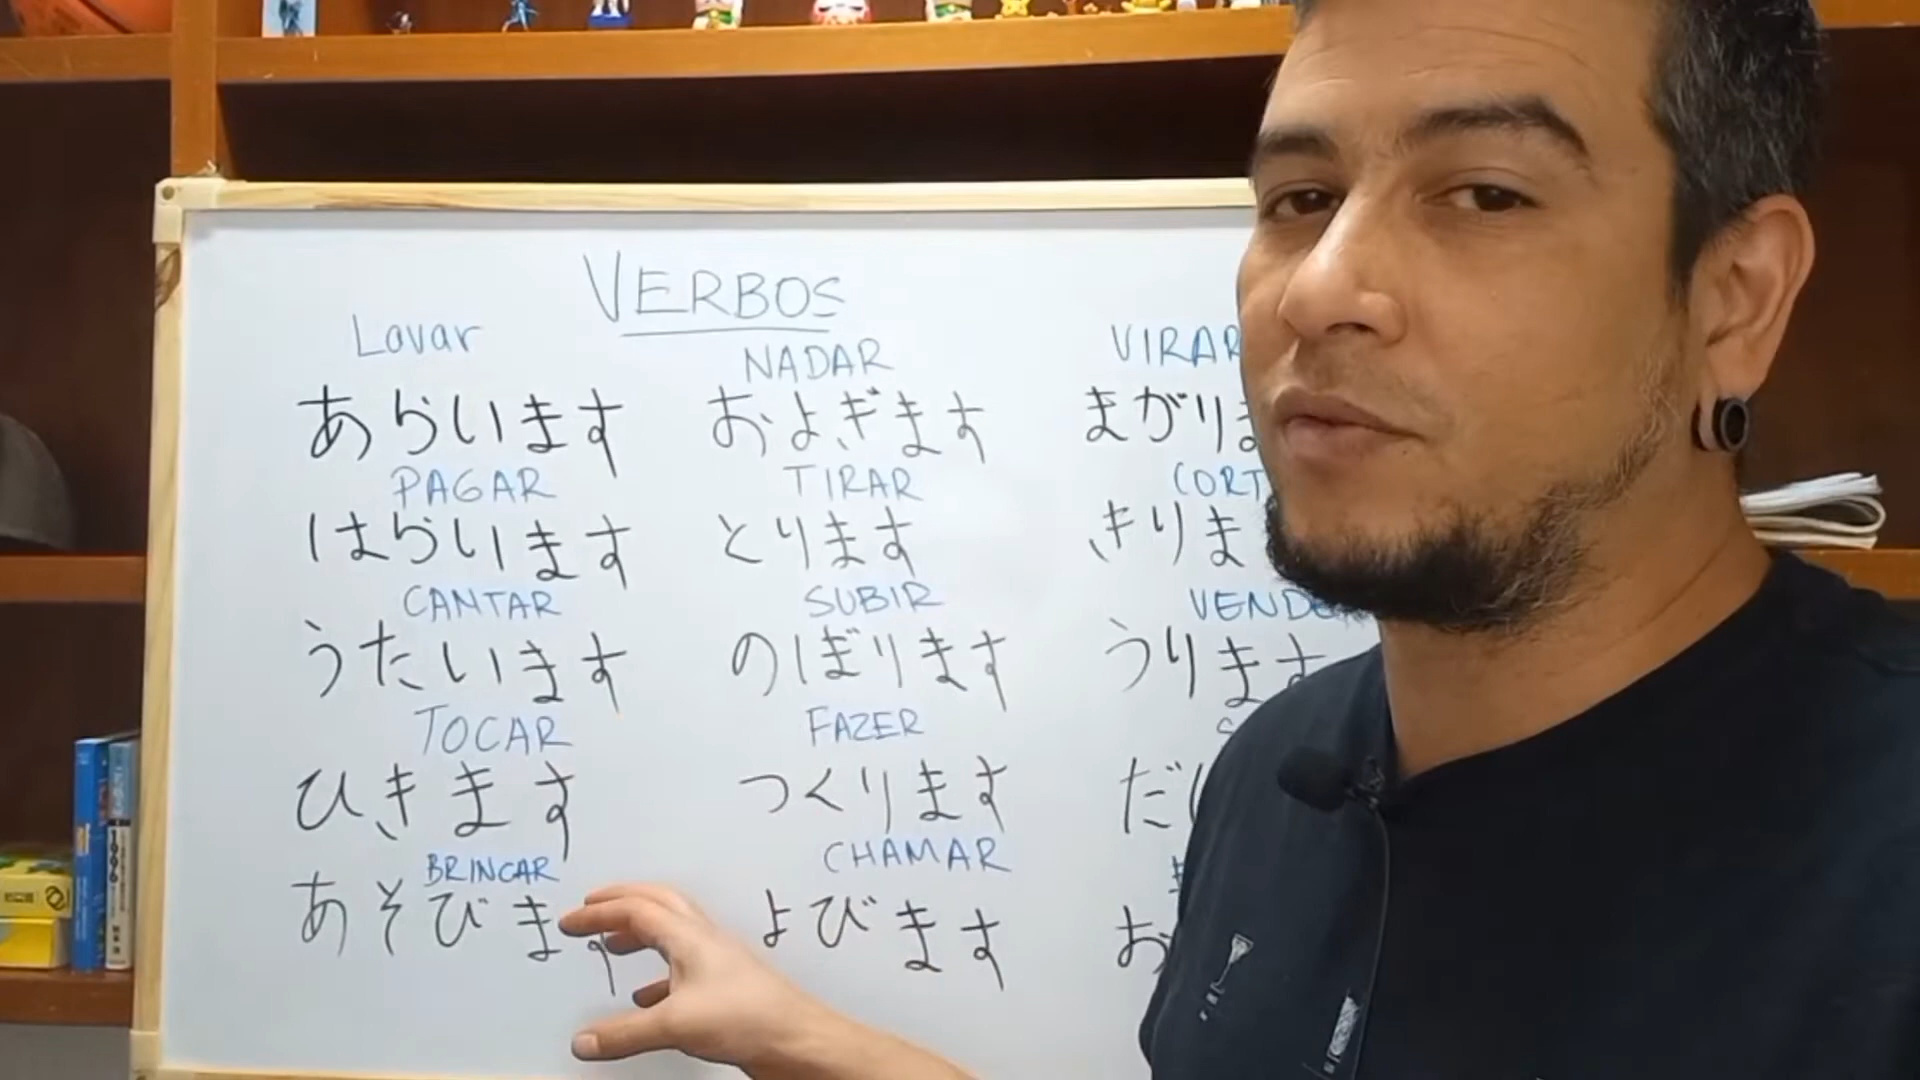 VERBOS
Lavar NADAR VIRAR
あらいます およぎます まがりま
PAGAR TIRAR CORT
はらいます とります きりま
CANTAR SUBIR VENDE
うたいます のぼります うります
TOCAR FAZER
ひきます つくります だ
BRINCAR CHAMAR
あそびます よびます お